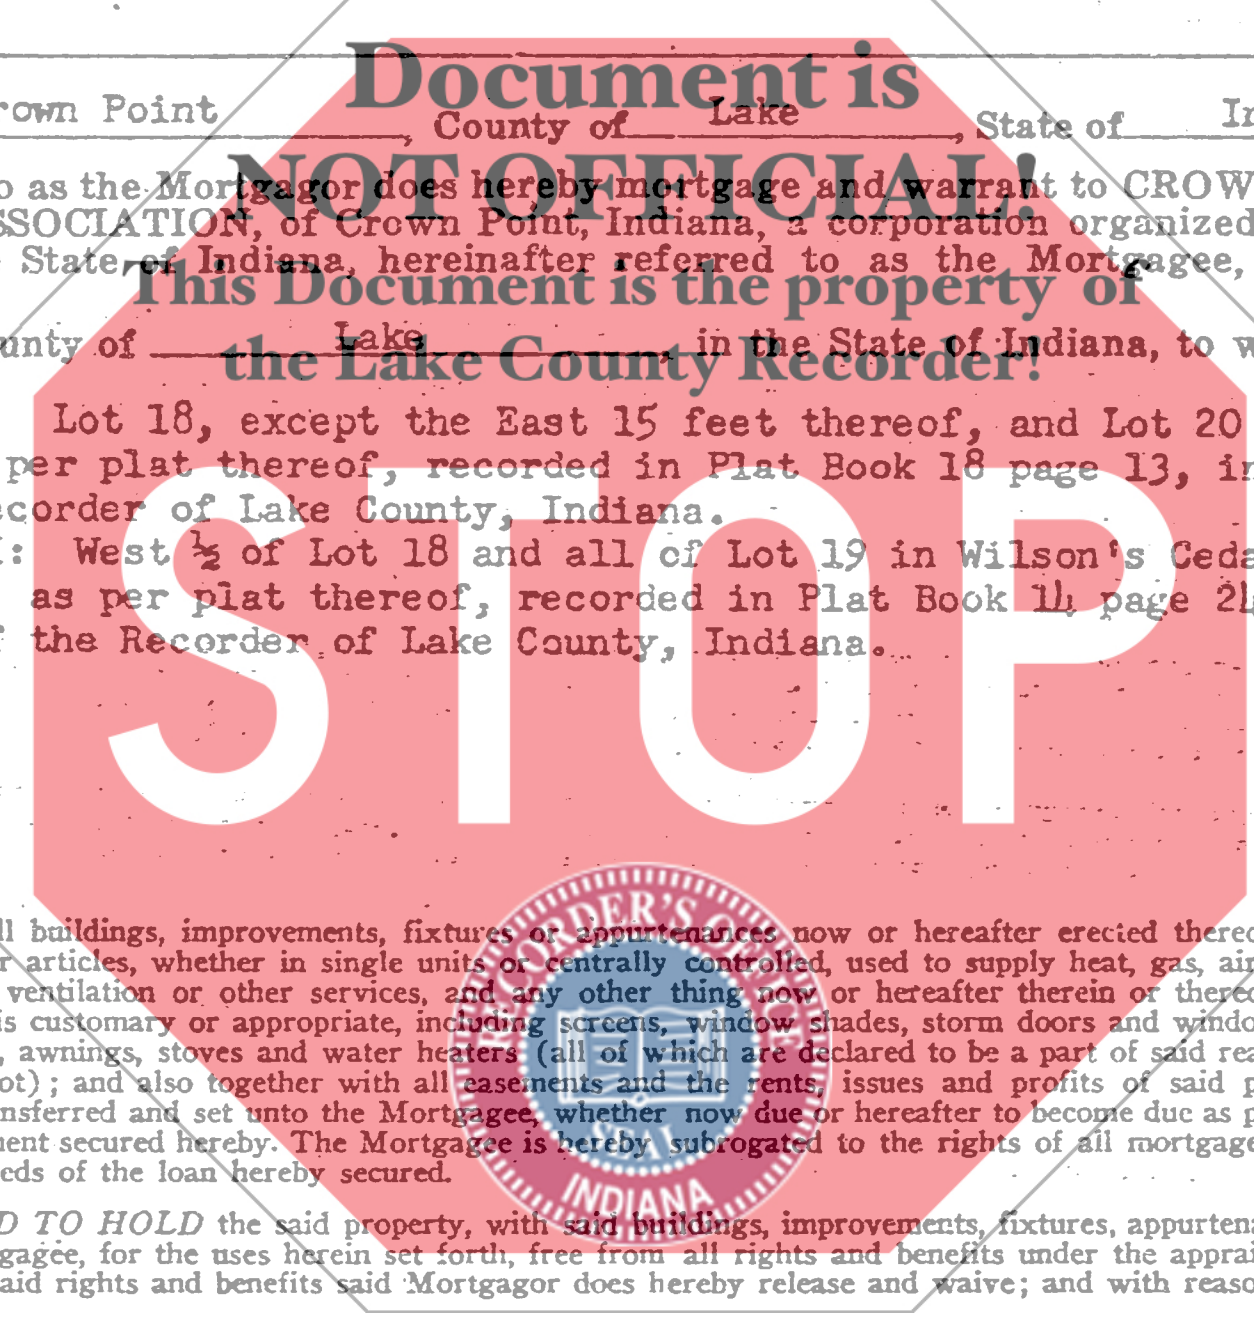 Document is
rown Point, County of Lake, State of In
NOT OFFICIAL!
o as the Mortgagor does hereby mortgage and warrant to CROW
SSOCIATION, of Crown Point, Indiana, a corporation organized
State of Indiana, hereinafter referred to as the Mortgagee,
This Document is the property of
unty of Lake, in the State of Indiana, to w
the Lake County Recorder!
Lot 18, except the East 15 feet thereof, and Lot 20
per plat thereof, recorded in Plat Book 18 page 13, in
ecorder of Lake County, Indiana.
: West ½ of Lot 18 and all of Lot 19 in Wilson's Ceda
as per plat thereof, recorded in Plat Book 14 page 24
f the Recorder of Lake County, Indiana.
STOP
ll buildings, improvements, fixtures or appurtenances now or hereafter erected thereo
r articles, whether in single units or centrally controlled, used to supply heat, gas, air
ventilation or other services, and any other thing now or hereafter therein or thereo
is customary or appropriate, including screens, window shades, storm doors and windo
, awnings, stoves and water heaters (all of which are declared to be a part of said rea
ot); and also together with all easements and the rents, issues and profits of said p
nsferred and set unto the Mortgagee, whether now due or hereafter to become due as p
ent secured hereby. The Mortgagee is hereby subrogated to the rights of all mortgage
eds of the loan hereby secured.
RECORDER'S OFFICE
SEAL
INDIANA
D TO HOLD the said property, with said buildings, improvements, fixtures, appurtena
gagee, for the uses herein set forth, free from all rights and benefits under the apprai
aid rights and benefits said Mortgagor does hereby release and waive; and with reaso